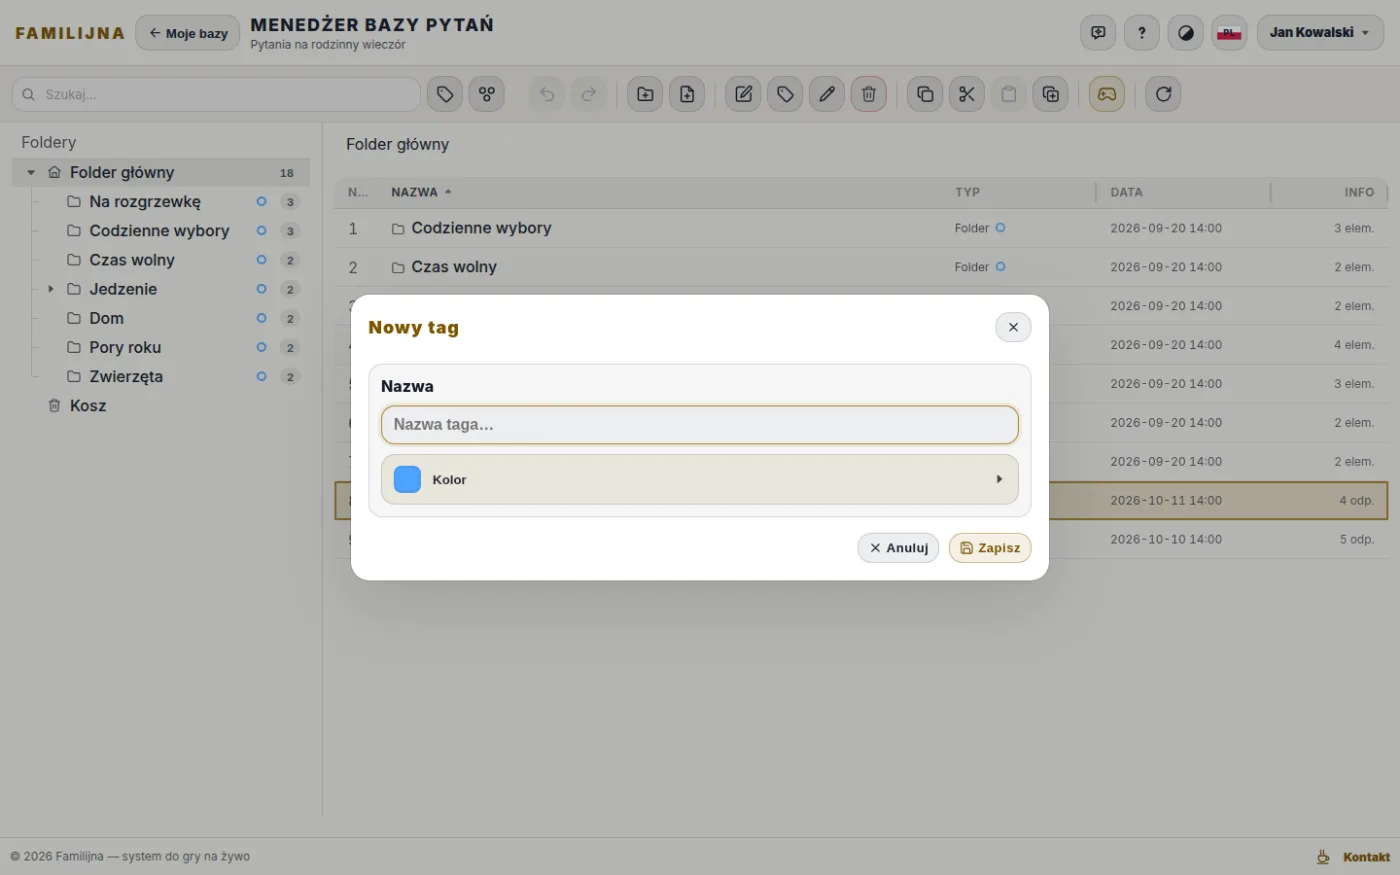 FAMILIJNA
Moje bazy
MENEDŻER BAZY PYTAŃ
Pytania na rodzinny wieczór
?
PL
Jan Kowalski
Szukaj...
Foldery
Folder główny 18
Na rozgrzewkę 3
Codzienne wybory 3
Czas wolny 2
Jedzenie 2
Dom 2
Pory roku 2
Zwierzęta 2
Kosz
Folder główny
N... NAZWA TYP DATA INFO
1 Codzienne wybory Folder 2026-09-20 14:00 3 elem.
2 Czas wolny Folder 2026-09-20 14:00 2 elem.
2026-09-20 14:00 2 elem.
2026-09-20 14:00 4 elem.
2026-09-20 14:00 3 elem.
2026-09-20 14:00 2 elem.
2026-09-20 14:00 2 elem.
2026-10-11 14:00 4 odp.
2026-10-10 14:00 5 odp.
Nowy tag
Nazwa
Nazwa taga...
Kolor
Anuluj
Zapisz
© 2026 Familijna — system do gry na żywo
Kontakt